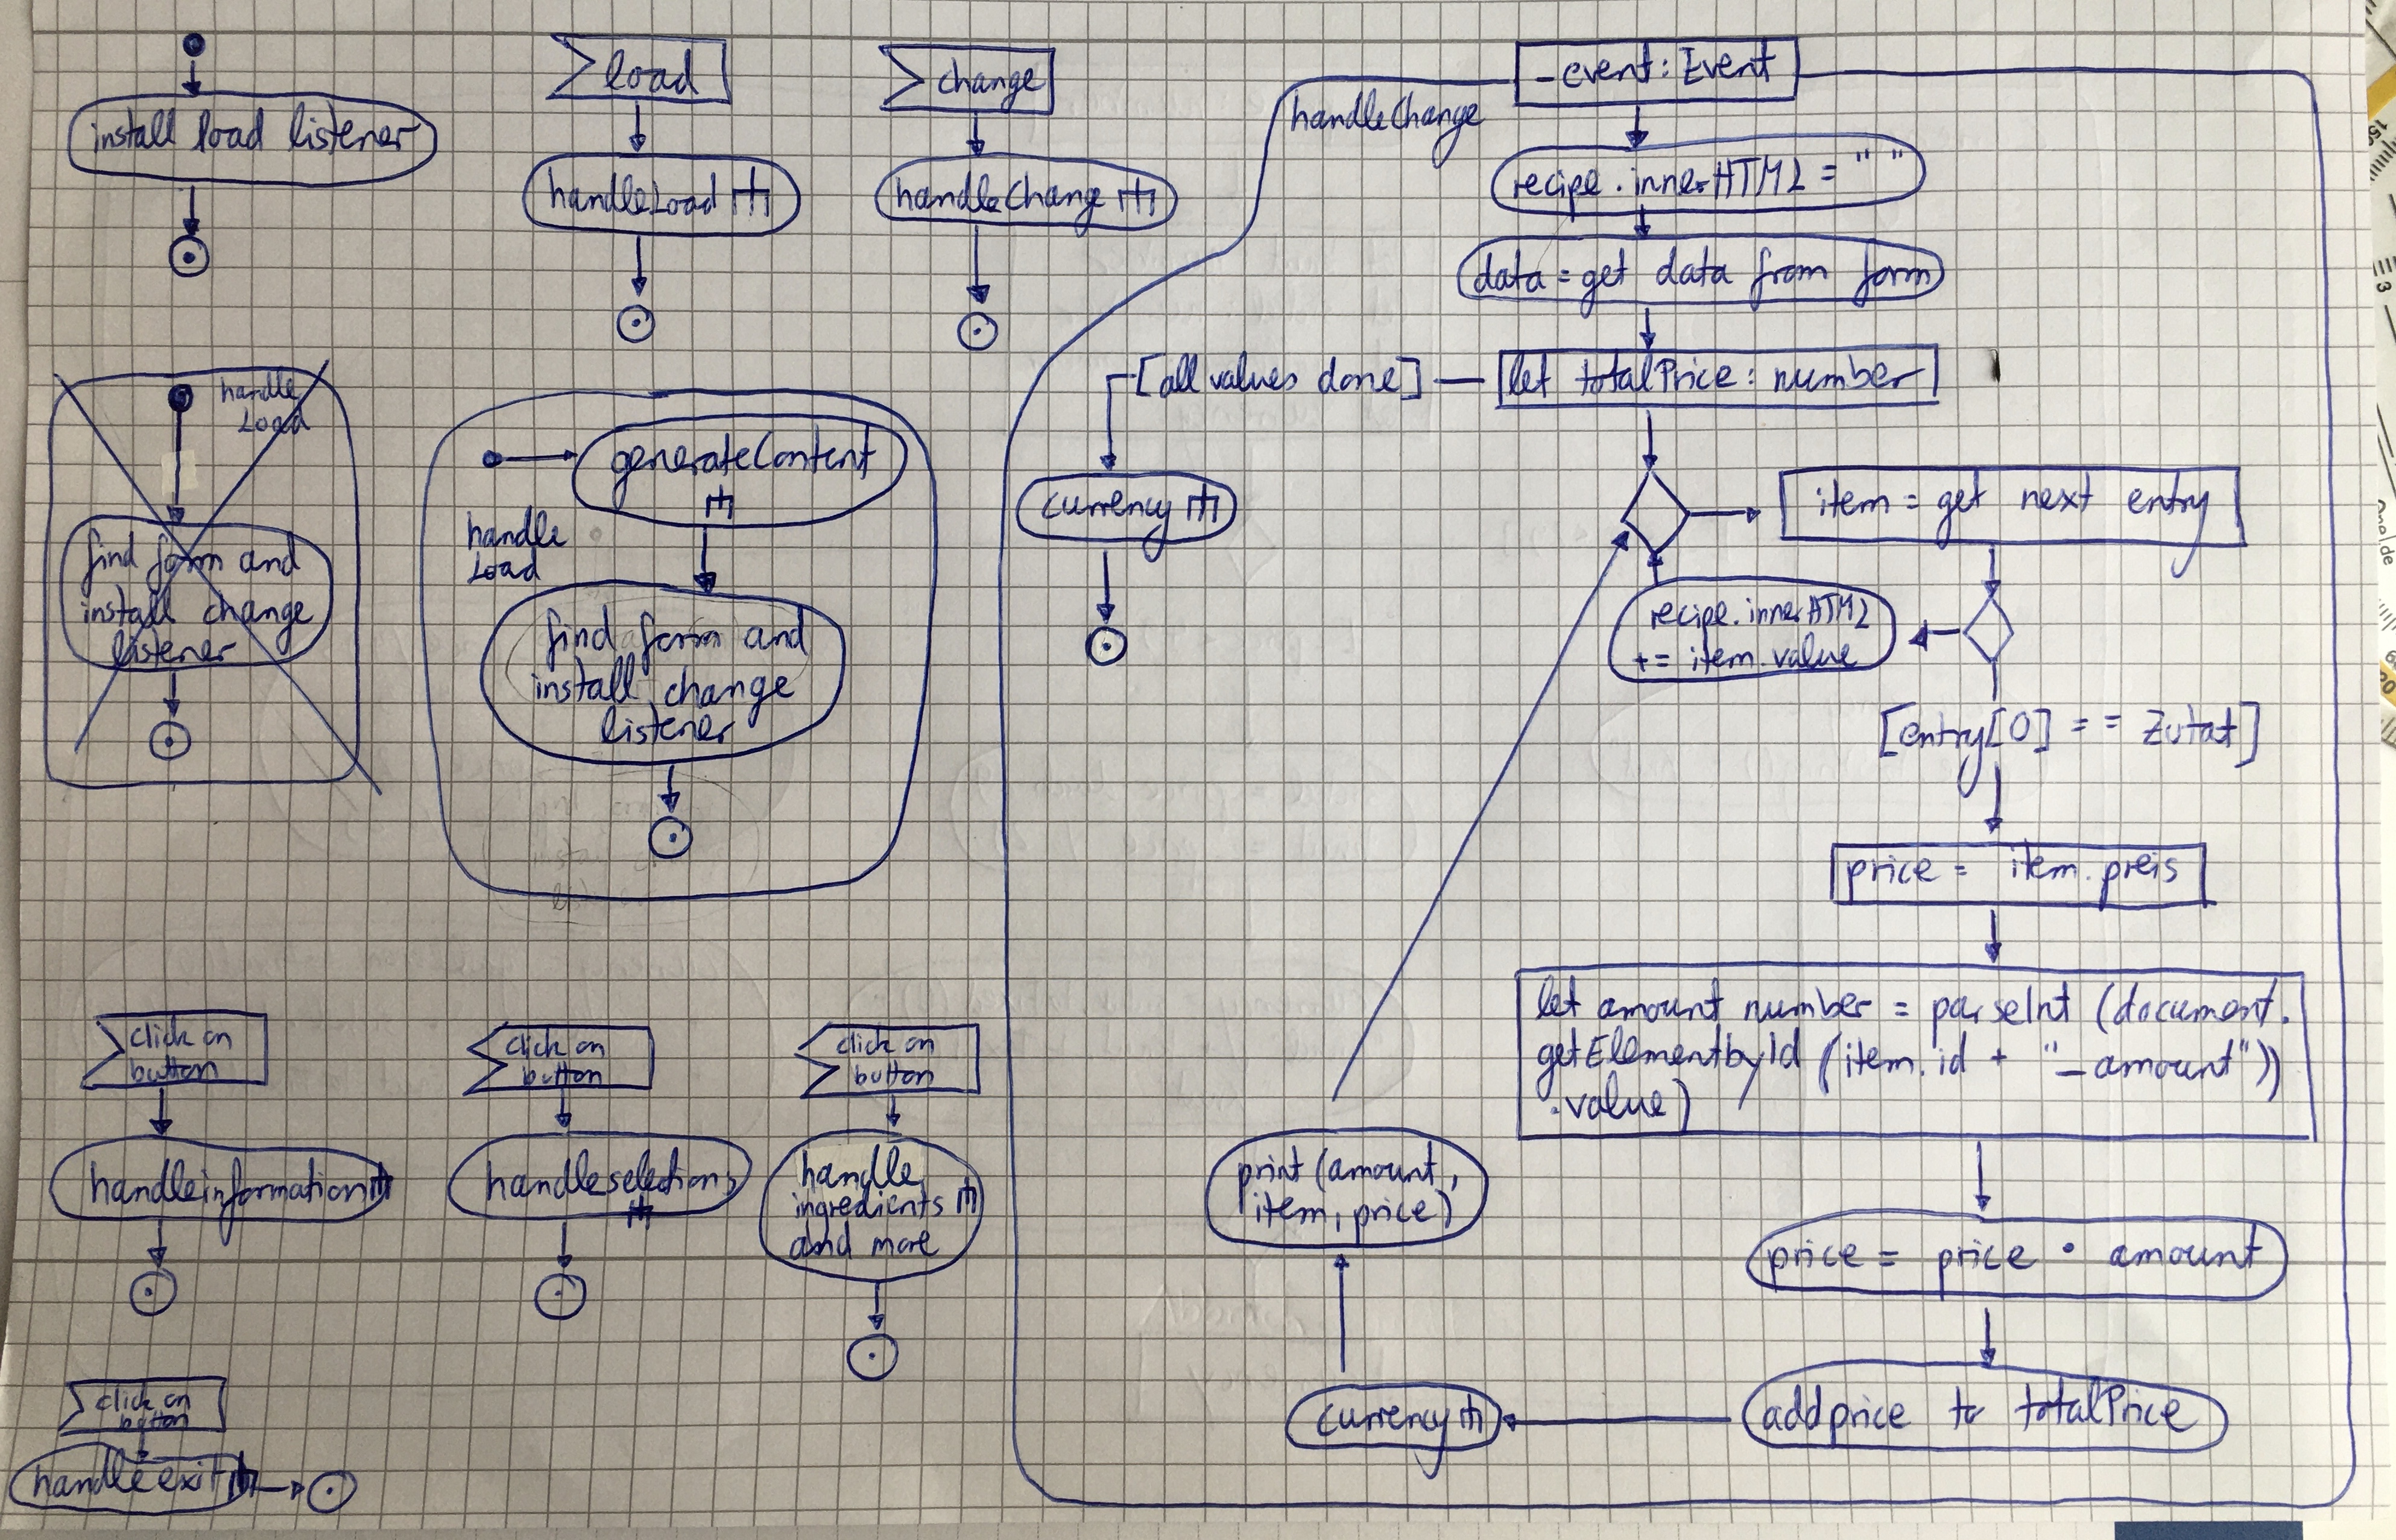 install load listener
load
handleLoad
change
handleChange
handle
Load
find form and
install change
listener
generateContent
handle
Load
find form and
install change
listener
click on
button
handleinformation
click on
button
handleselection
click on
button
handle
ingredients
and more
click on
button
handleexit
handleChange
-event: Event
recipe.innerHTML = " "
data = get data from form
[all values done]
let totalPrice: number
currency
item = get next entry
recipe.innerHTML
+= item.value
[entry[0] == Zutat]
price = item.preis
let amount number = parseInt (document.
getElementbyId (item.id + "_amount"))
.value)
price = price • amount
add price to totalPrice
currency
print (amount,
item, price)